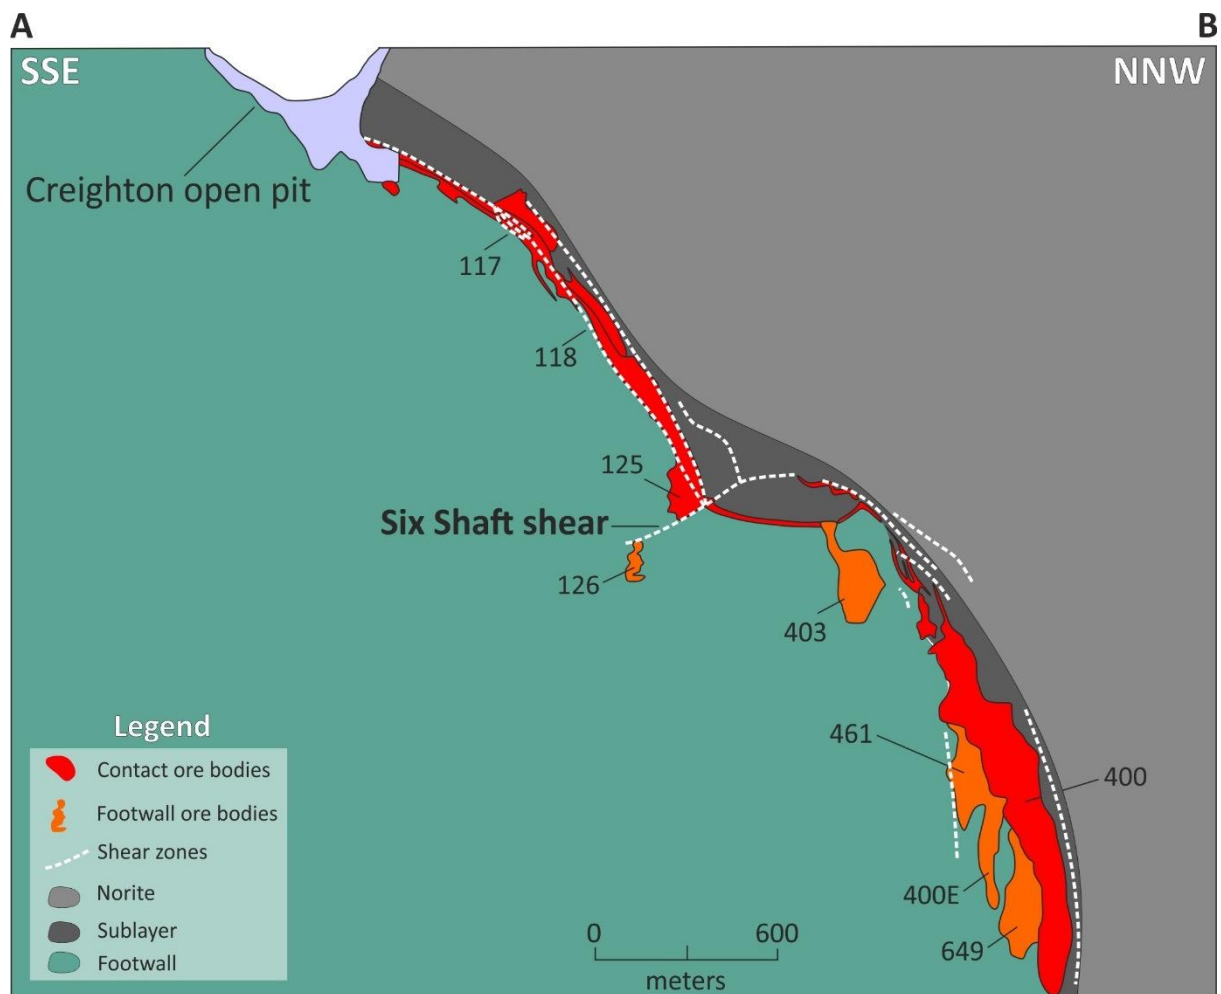 A
B
SSE
NNW
Creighton open pit
117
118
125
Six Shaft shear
126
403
461
400
400E
649
Legend
Contact ore bodies
Footwall ore bodies
Shear zones
Norite
Sublayer
Footwall
0
600
meters